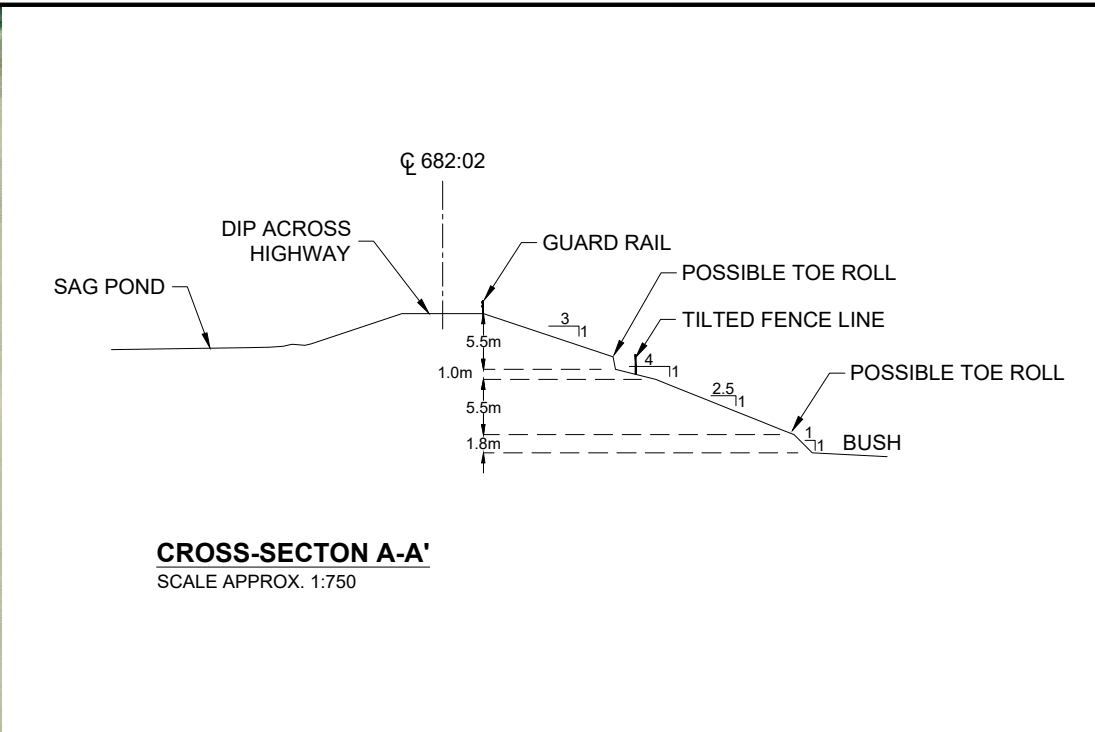 ℄ 682:02
DIP ACROSS
HIGHWAY
GUARD RAIL
SAG POND
POSSIBLE TOE ROLL
3
1
TILTED FENCE LINE
5.5m
4
1
1.0m
POSSIBLE TOE ROLL
2.5
1
5.5m
1
1
BUSH
1.8m
CROSS-SECTON A-A'
SCALE APPROX. 1:750